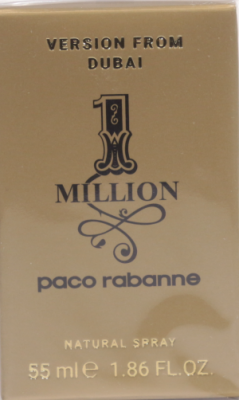 VERSION FROM
DUBAI
1
MILLION
paco rabanne
NATURAL SPRAY
55 ml e 1.86 FL.OZ.